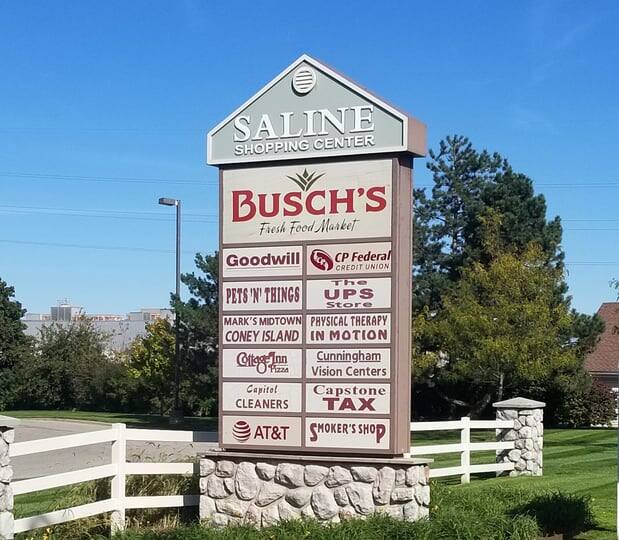 SALINE
SHOPPING CENTER
BUSCH'S
Fresh Food Market
Goodwill
CP Federal
CREDIT UNION
PETS 'N' THINGS
The
UPS
Store
MARK'S MIDTOWN
CONEY ISLAND
PHYSICAL THERAPY
IN MOTION
Cottage Inn
Pizza
Cunningham
Vision Centers
Capitol
CLEANERS
Capstone
TAX
AT&T
SMOKER'S SHOP